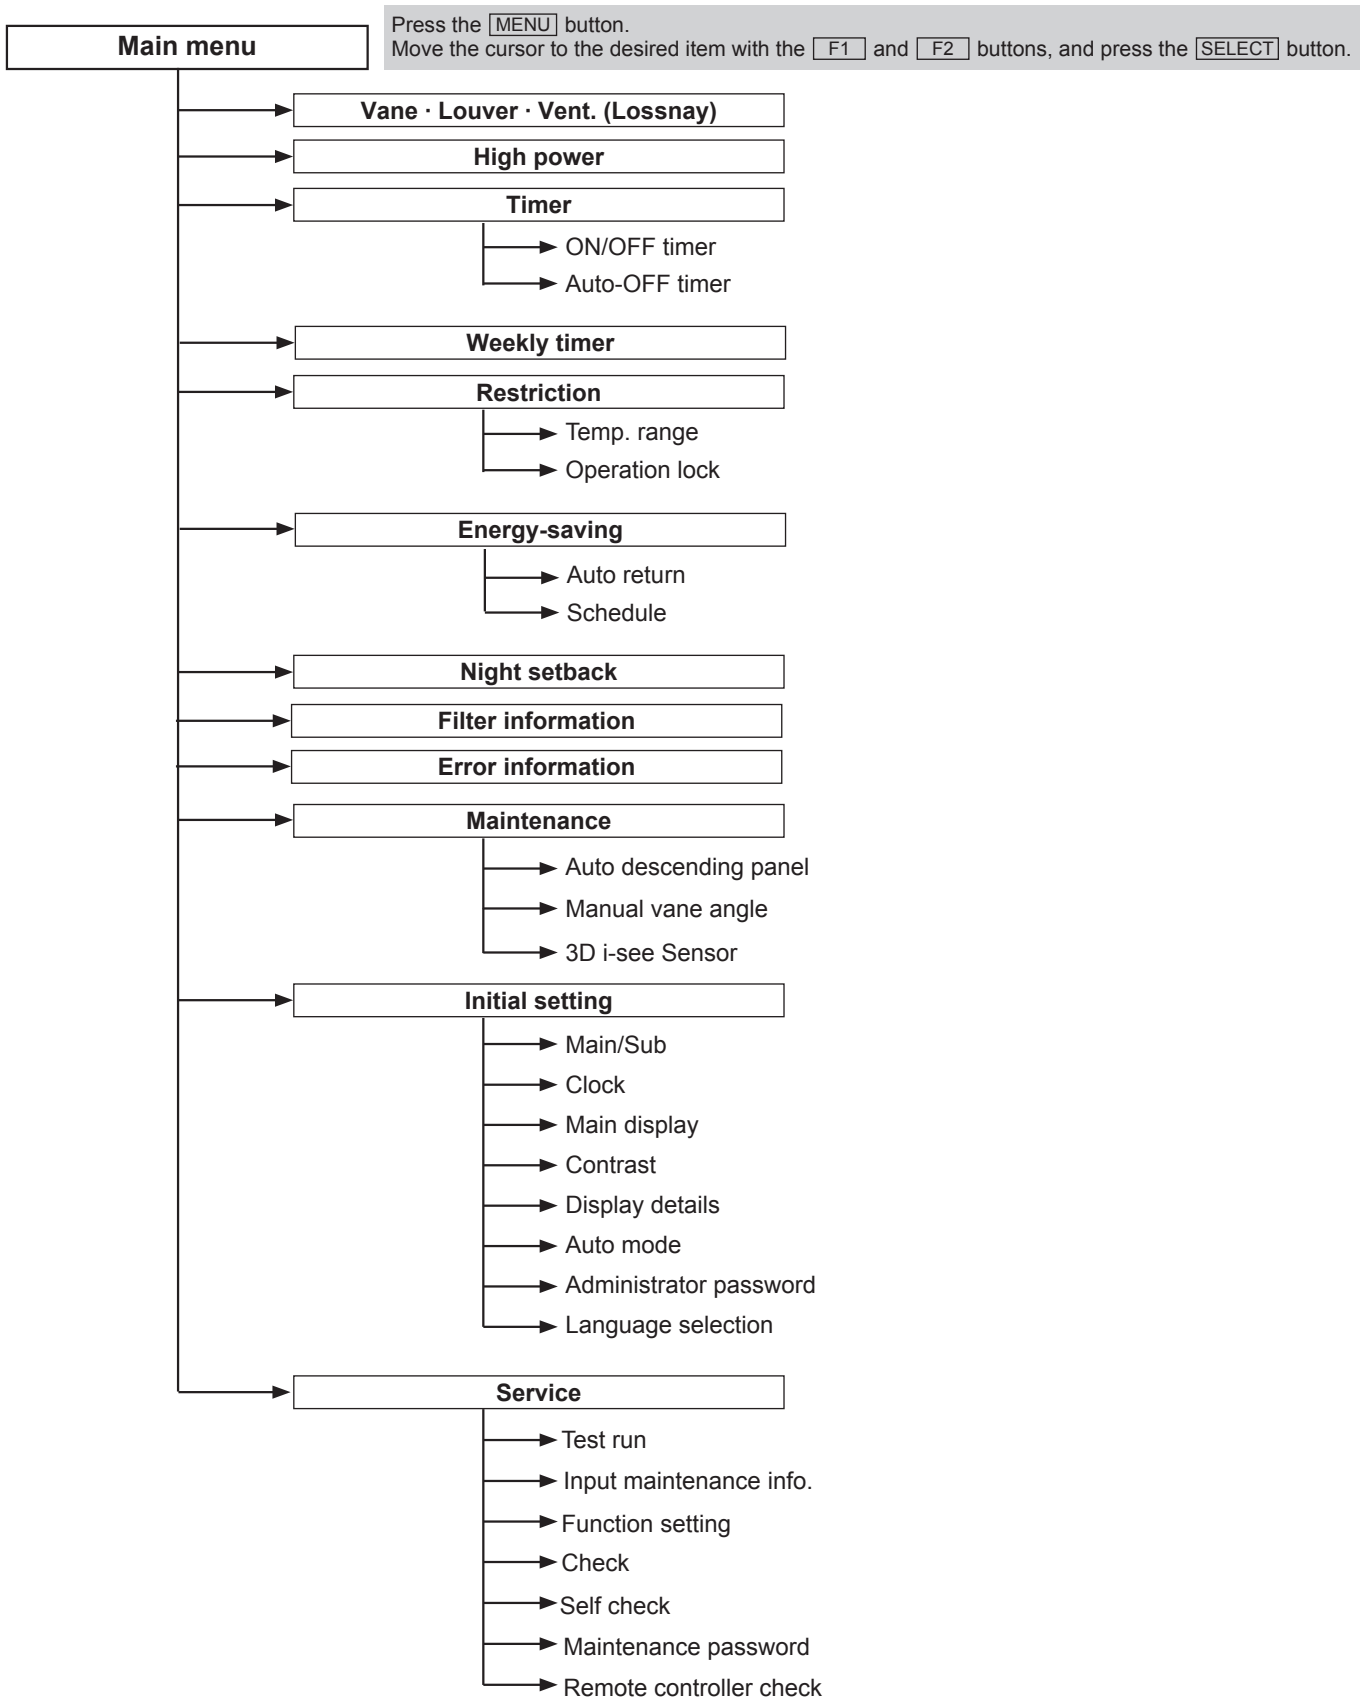 Main menu
Press the MENU button.
Move the cursor to the desired item with the F1 and F2 buttons, and press the SELECT button.
Vane · Louver · Vent. (Lossnay)
High power
Timer
ON/OFF timer
Auto-OFF timer
Weekly timer
Restriction
Temp. range
Operation lock
Energy-saving
Auto return
Schedule
Night setback
Filter information
Error information
Maintenance
Auto descending panel
Manual vane angle
3D i-see Sensor
Initial setting
Main/Sub
Clock
Main display
Contrast
Display details
Auto mode
Administrator password
Language selection
Service
Test run
Input maintenance info.
Function setting
Check
Self check
Maintenance password
Remote controller check